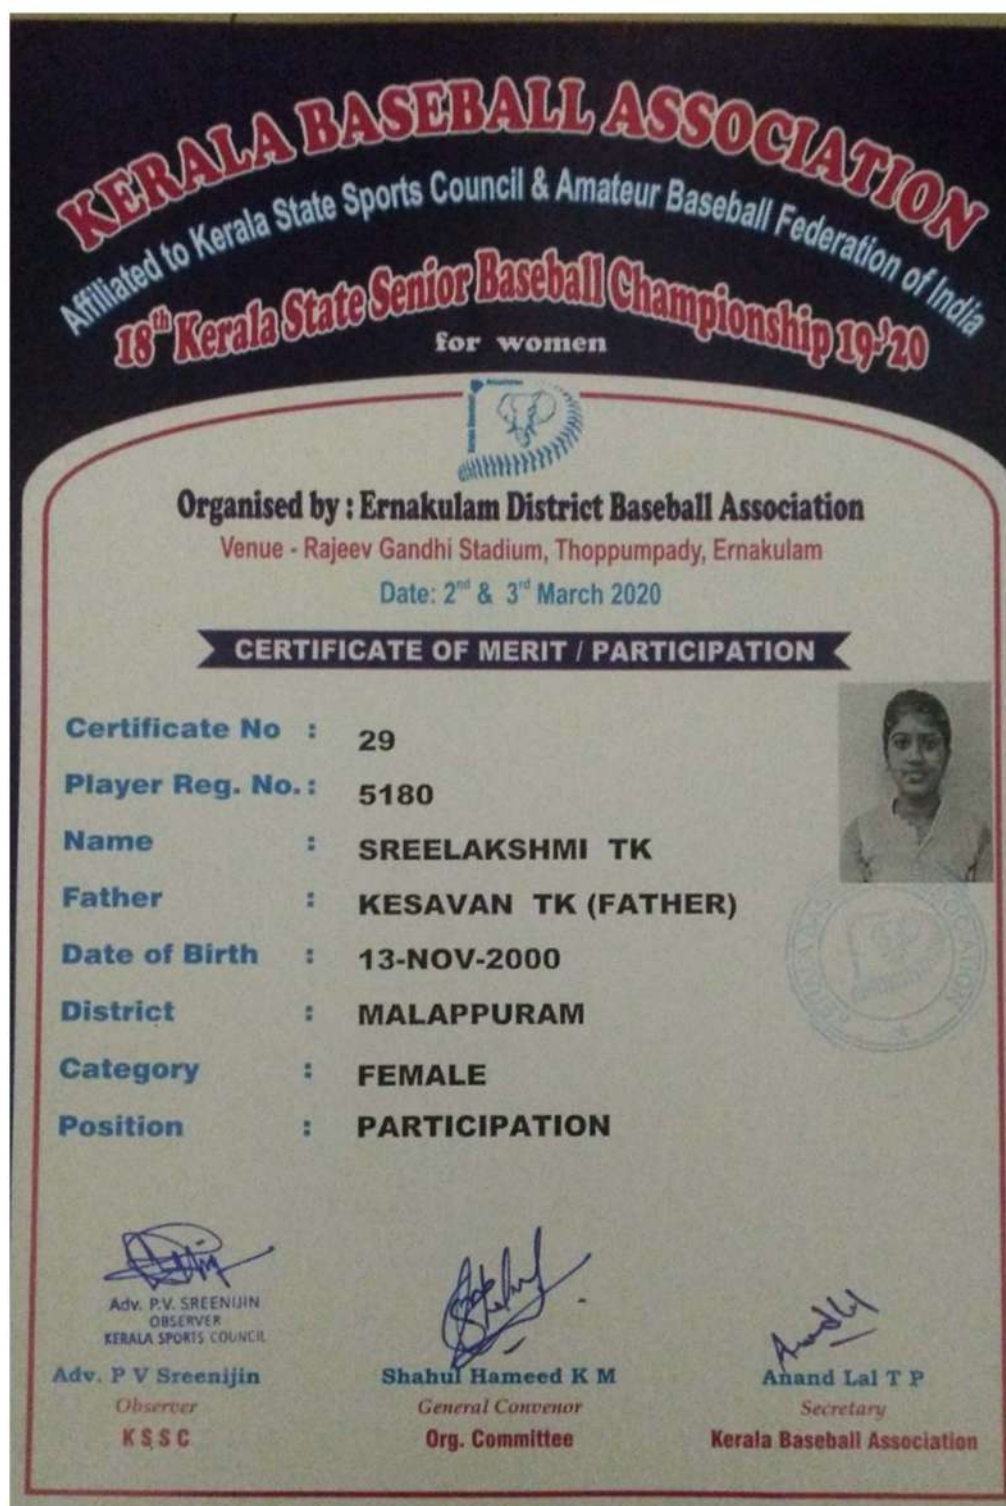 KERALA BASEBALL ASSOCIATION
Affiliated to Kerala State Sports Council & Amateur Baseball Federation of India
18th Kerala State Senior Baseball Championship 19-'20
for women
Organised by : Ernakulam District Baseball Association
Venue - Rajeev Gandhi Stadium, Thoppumpady, Ernakulam
Date: 2nd & 3rd March 2020
CERTIFICATE OF MERIT / PARTICIPATION
Certificate No : 29
Player Reg. No. : 5180
Name : SREELAKSHMI TK
Father : KESAVAN TK (FATHER)
Date of Birth : 13-NOV-2000
District : MALAPPURAM
Category : FEMALE
Position : PARTICIPATION
Adv. P.V. SREENIJIN
OBSERVER
KERALA SPORTS COUNCIL
Adv. P V Sreenijin
Observer
KSSC
Shahul Hameed K M
General Convenor
Org. Committee
Anand Lal T P
Secretary
Kerala Baseball Association